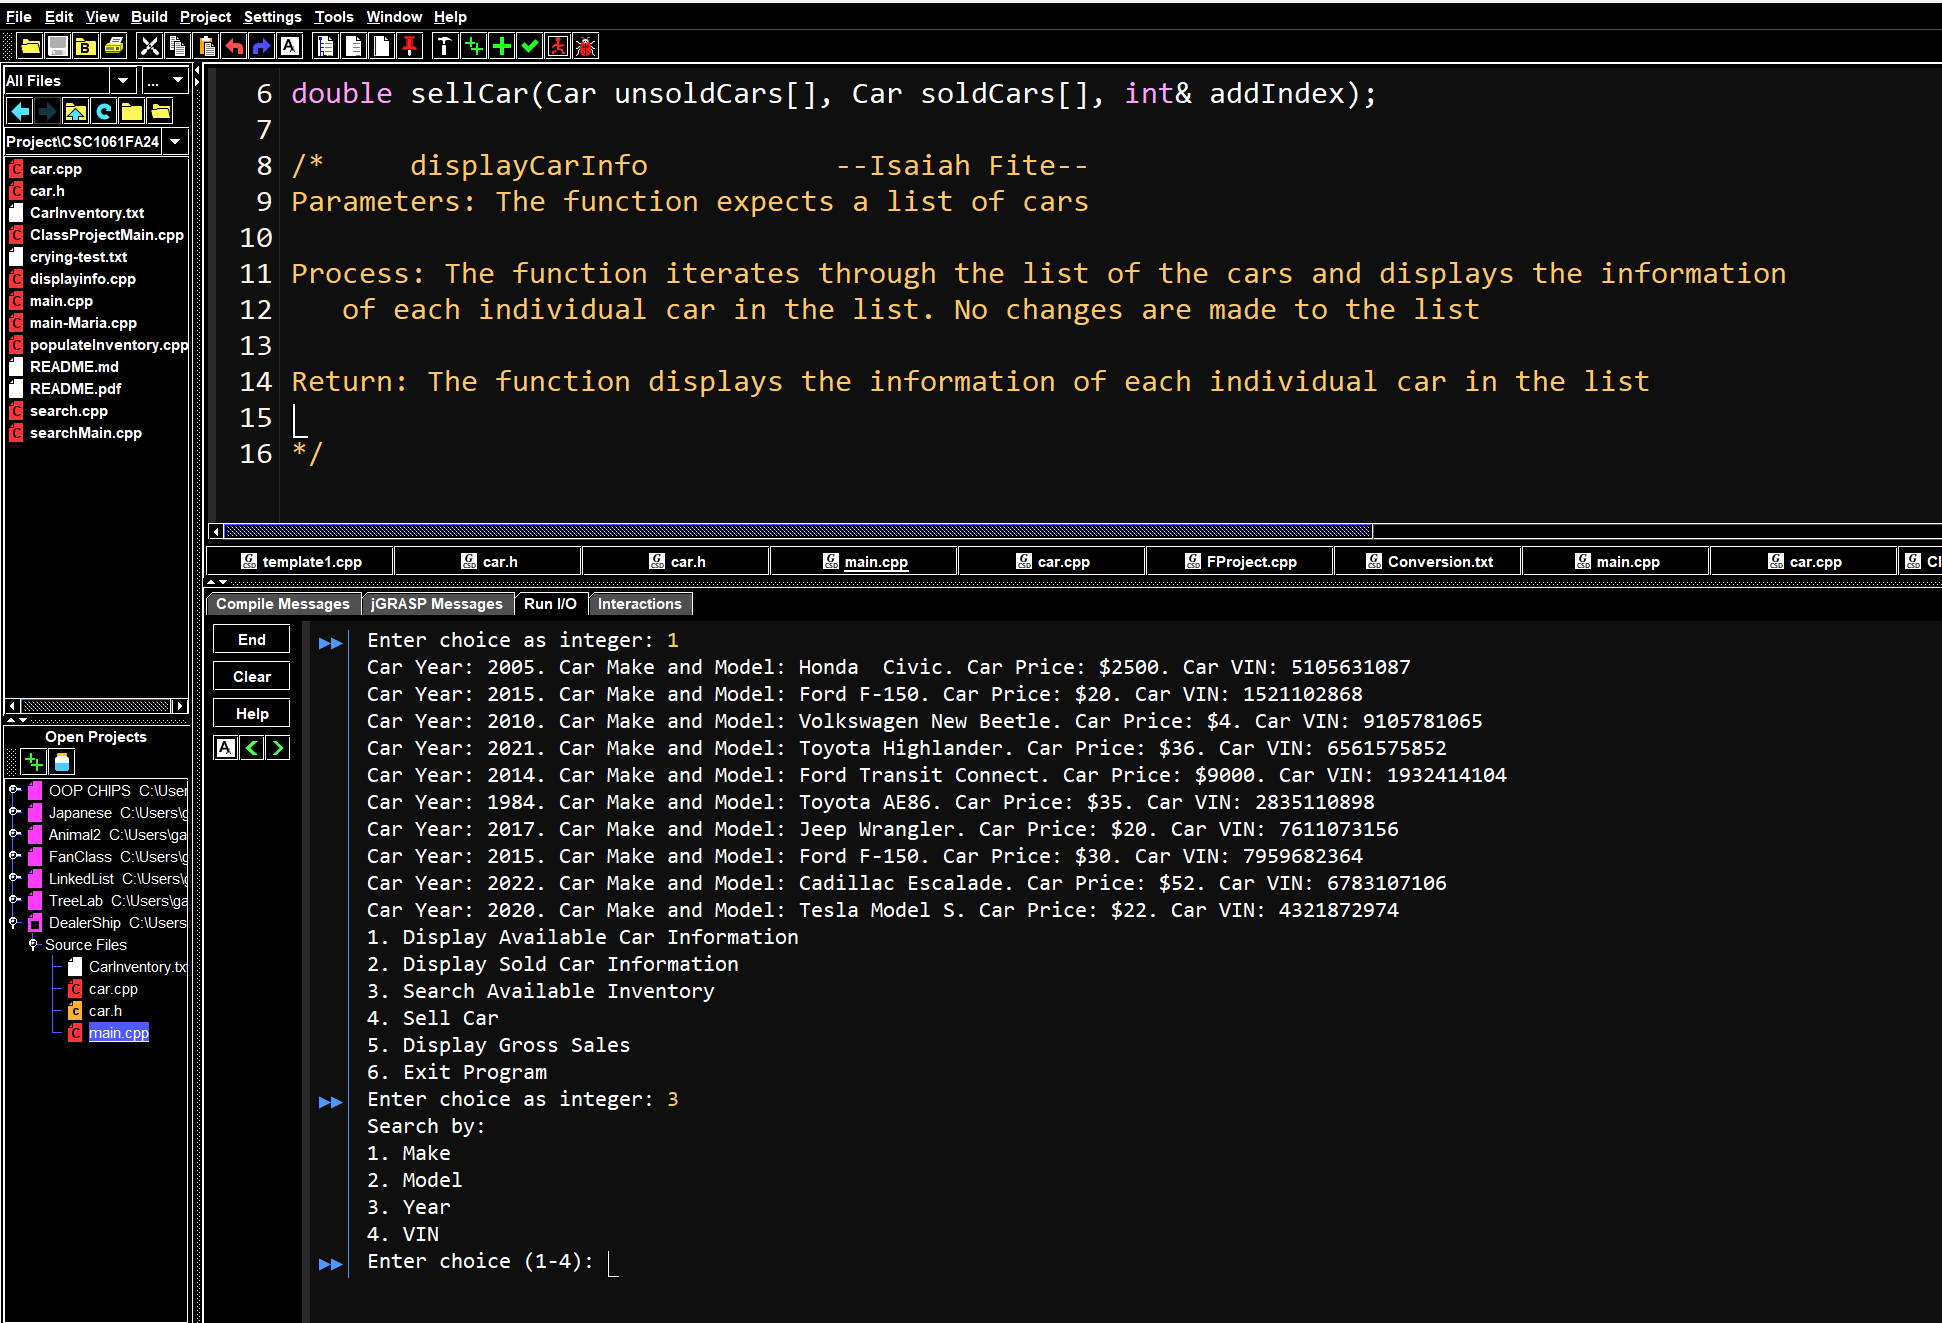 File Edit View Build Project Settings Tools Window Help
All Files
...
Project\CSC1061FA24
car.cpp
car.h
CarInventory.txt
ClassProjectMain.cpp
crying-test.txt
displayinfo.cpp
main.cpp
main-Maria.cpp
populateInventory.cpp
README.md
README.pdf
search.cpp
searchMain.cpp
Open Projects
OOP CHIPS C:\User
Japanese C:\Users\g
Animal2 C:\Users\ga
FanClass C:\Users\g
LinkedList C:\Users\g
TreeLab C:\Users\ga
DealerShip C:\Users
Source Files
CarInventory.tx
car.cpp
car.h
main.cpp
6 double sellCar(Car unsoldCars[], Car soldCars[], int& addIndex);
7
8 /* displayCarInfo --Isaiah Fite--
9 Parameters: The function expects a list of cars
10
11 Process: The function iterates through the list of the cars and displays the information
12 of each individual car in the list. No changes are made to the list
13
14 Return: The function displays the information of each individual car in the list
15
16 */
template1.cpp car.h car.h main.cpp car.cpp FProject.cpp Conversion.txt main.cpp car.cpp Cl
Compile Messages jGRASP Messages Run I/O Interactions
End
Clear
Help
Enter choice as integer: 1
Car Year: 2005. Car Make and Model: Honda  Civic. Car Price: $2500. Car VIN: 5105631087
Car Year: 2015. Car Make and Model: Ford F-150. Car Price: $20. Car VIN: 1521102868
Car Year: 2010. Car Make and Model: Volkswagen New Beetle. Car Price: $4. Car VIN: 9105781065
Car Year: 2021. Car Make and Model: Toyota Highlander. Car Price: $36. Car VIN: 6561575852
Car Year: 2014. Car Make and Model: Ford Transit Connect. Car Price: $9000. Car VIN: 1932414104
Car Year: 1984. Car Make and Model: Toyota AE86. Car Price: $35. Car VIN: 2835110898
Car Year: 2017. Car Make and Model: Jeep Wrangler. Car Price: $20. Car VIN: 7611073156
Car Year: 2015. Car Make and Model: Ford F-150. Car Price: $30. Car VIN: 7959682364
Car Year: 2022. Car Make and Model: Cadillac Escalade. Car Price: $52. Car VIN: 6783107106
Car Year: 2020. Car Make and Model: Tesla Model S. Car Price: $22. Car VIN: 4321872974
1. Display Available Car Information
2. Display Sold Car Information
3. Search Available Inventory
4. Sell Car
5. Display Gross Sales
6. Exit Program
Enter choice as integer: 3
Search by:
1. Make
2. Model
3. Year
4. VIN
Enter choice (1-4):